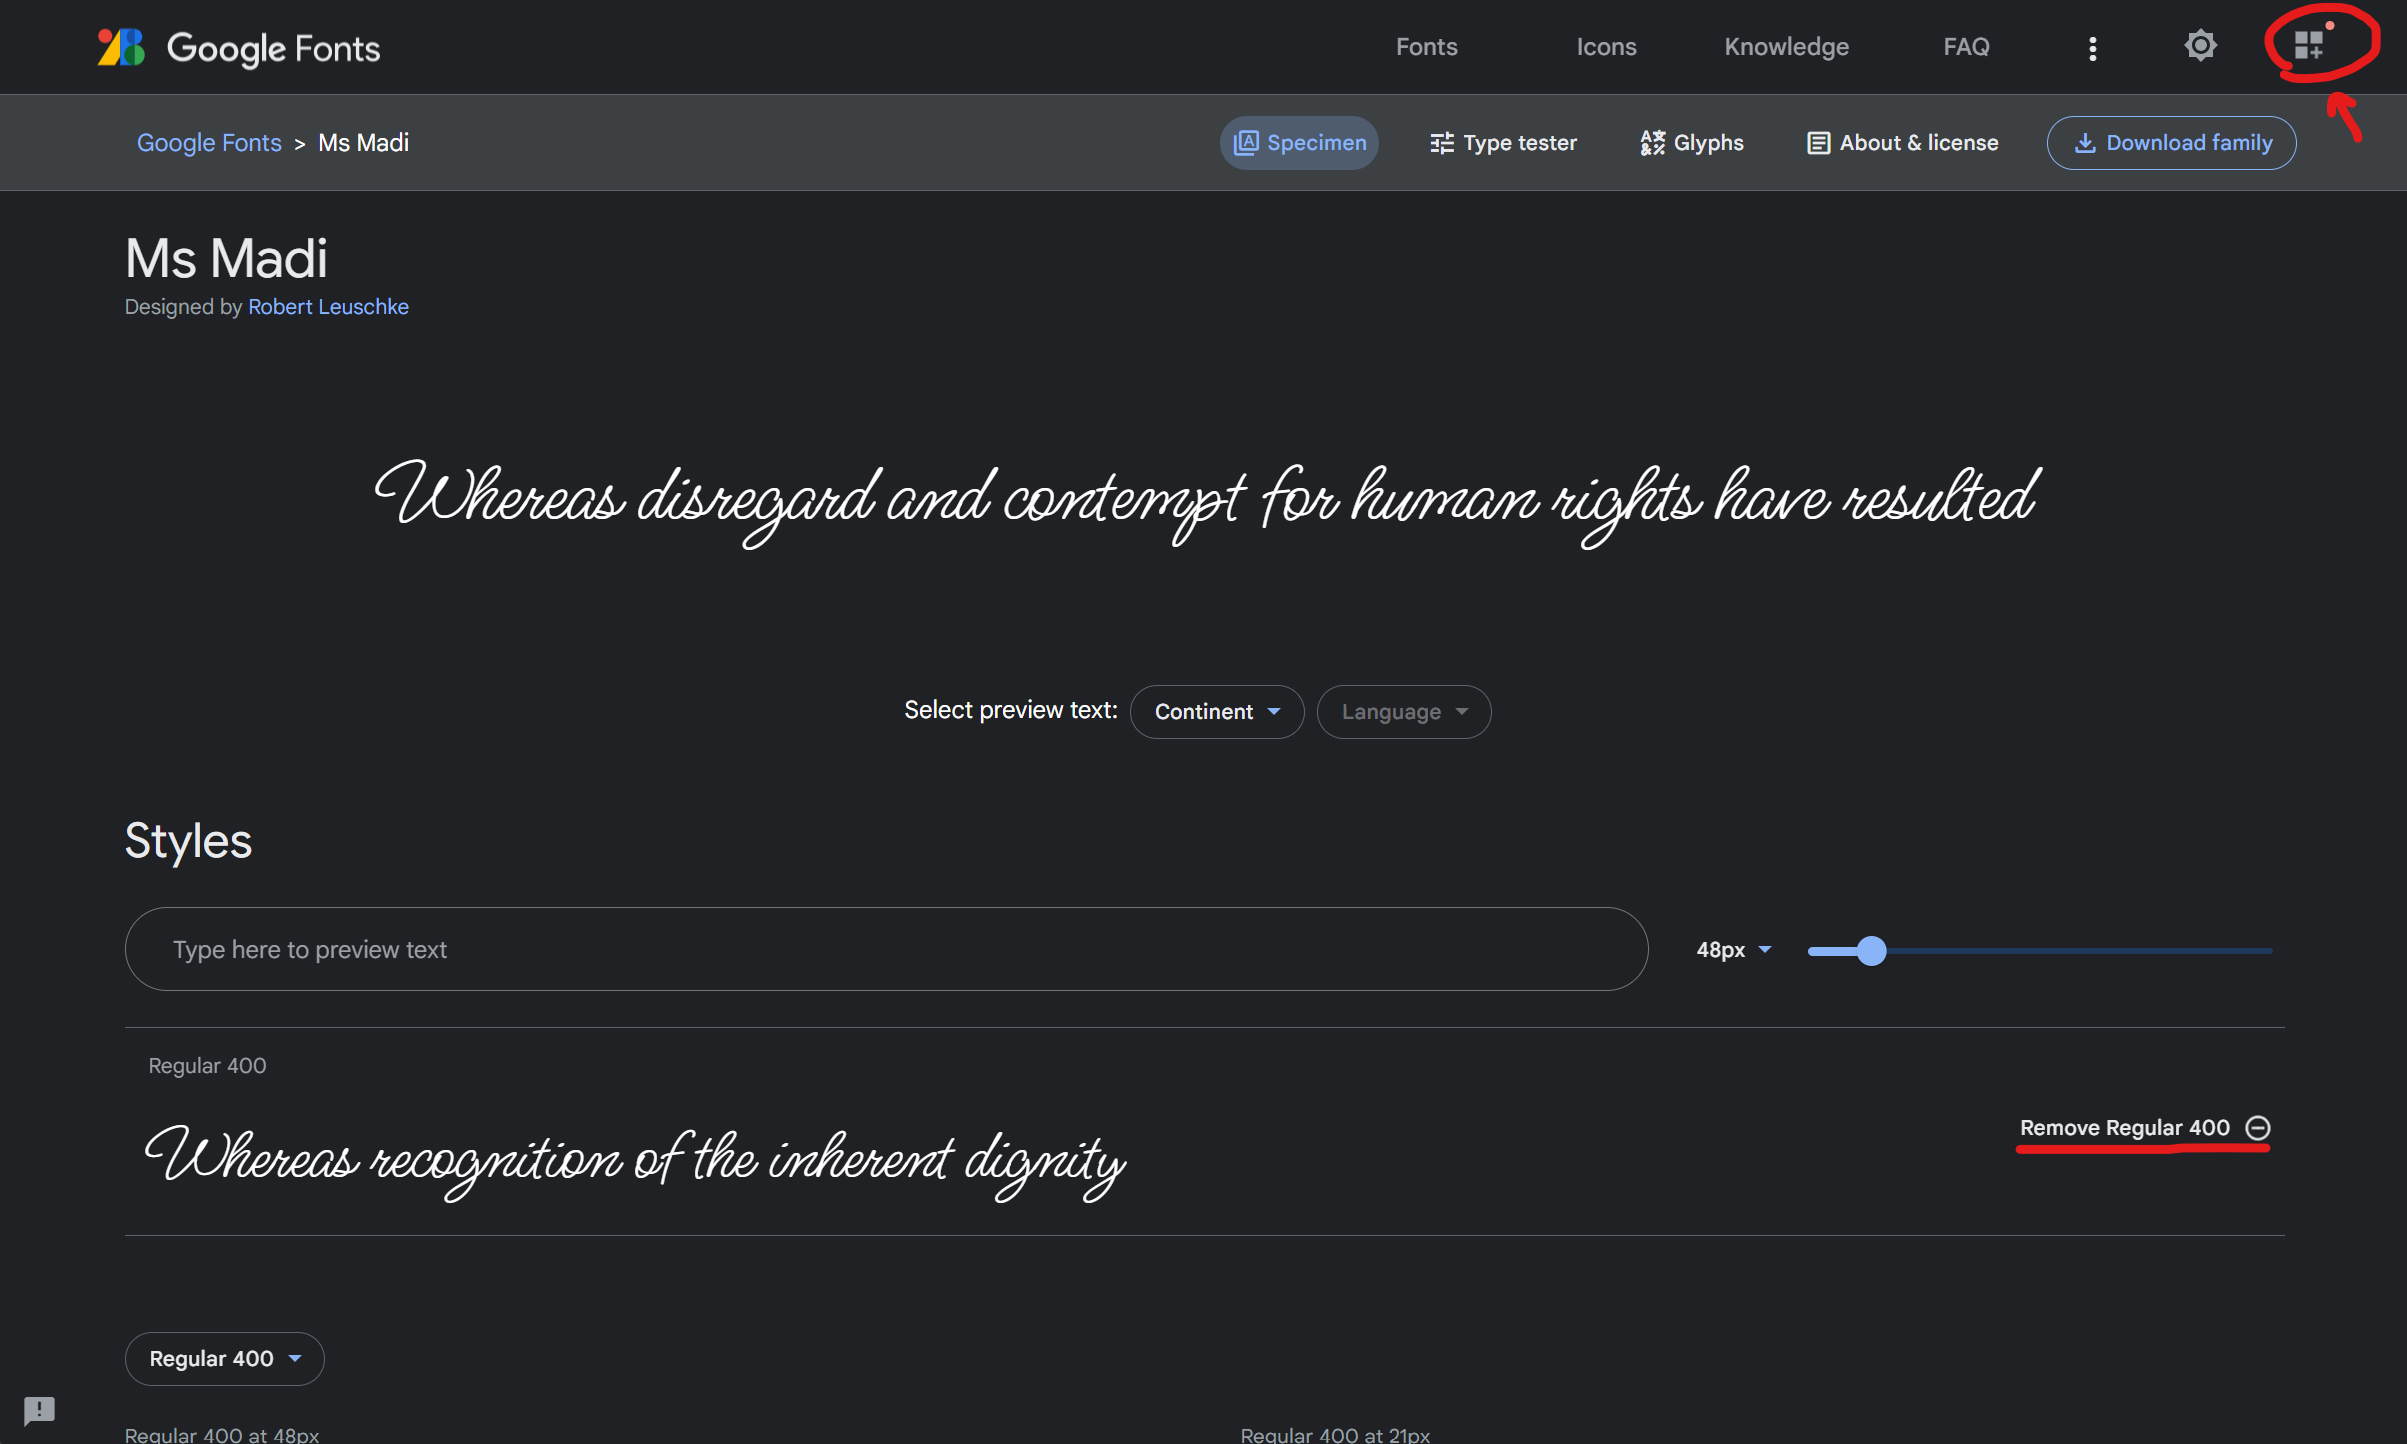 Google Fonts Fonts Icons Knowledge FAQ
Google Fonts > Ms Madi Specimen Type tester Glyphs About & license Download family
Ms Madi
Designed by Robert Leuschke
Whereas disregard and contempt for human rights have resulted
Select preview text: Continent Language
Styles
Type here to preview text 48px
Regular 400
Whereas recognition of the inherent dignity Remove Regular 400
Regular 400
Regular 400 at 48px Regular 400 at 21px